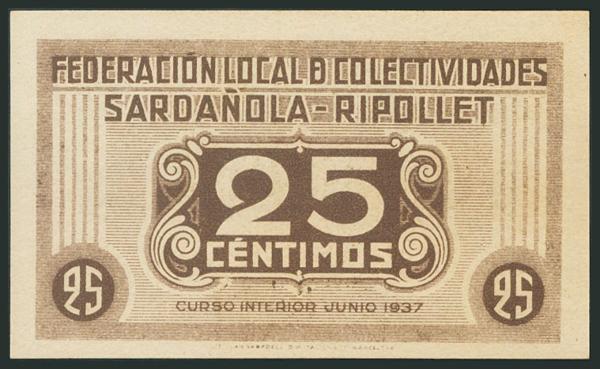 FEDERACIÓN LOCAL D COLECTIVIDADES
SARDAÑOLA-RIPOLLET
25
CÉNTIMOS
25
25
CURSO INTERIOR JUNIO 1937